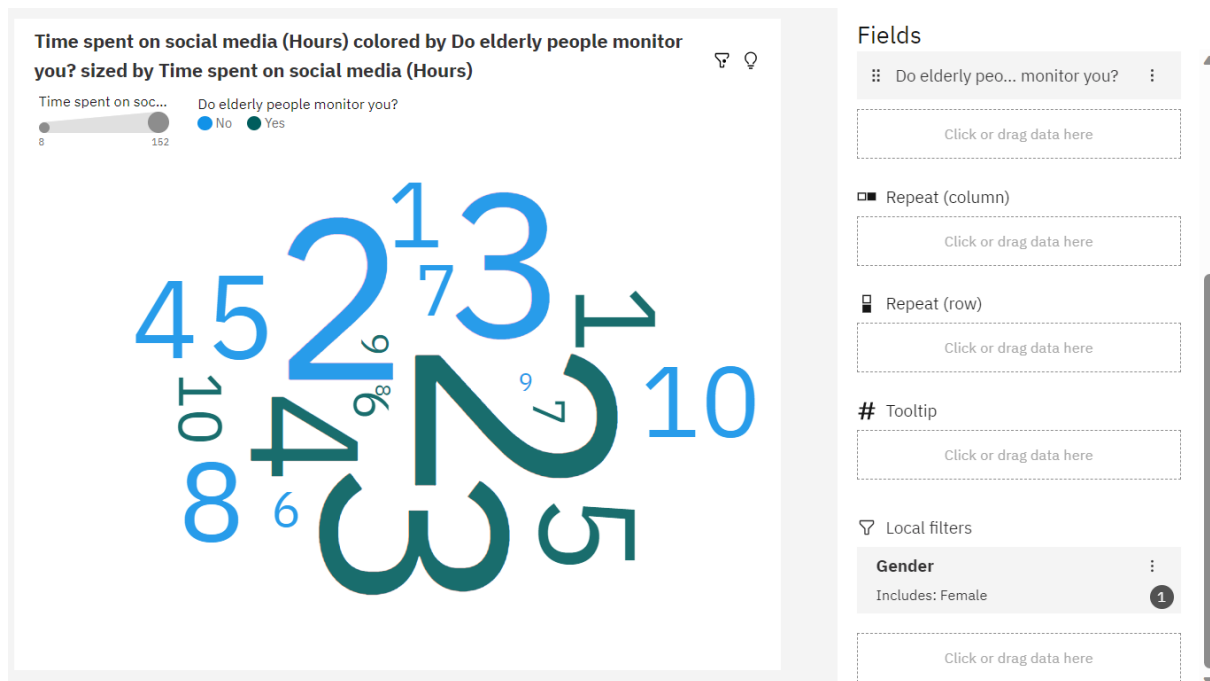 Time spent on social media (Hours) colored by Do elderly people monitor
you? sized by Time spent on social media (Hours)
Time spent on soc...
8
152
Do elderly people monitor you?
No
Yes
1
3
2
7
4
5
1
9
9
10
8
10
6
7
4
2
8
6
3
5
Fields
Do elderly peo... monitor you?
Click or drag data here
Repeat (column)
Click or drag data here
Repeat (row)
Click or drag data here
# Tooltip
Click or drag data here
Local filters
Gender
Includes: Female
1
Click or drag data here